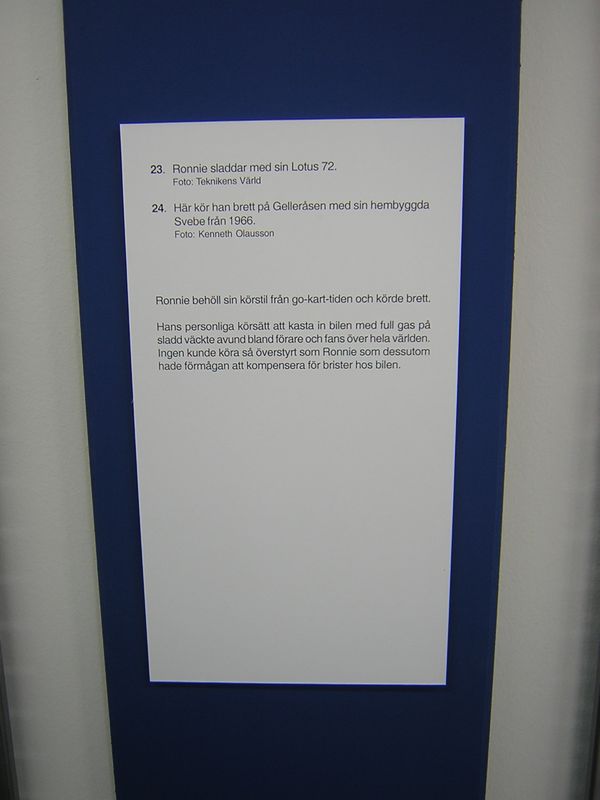 23. Ronnie sladdar med sin Lotus 72.
Foto: Teknikens Värld
24. Här kör han brett på Gelleråsen med sin hembyggda
Svebe från 1966.
Foto: Kenneth Olausson
Ronnie behöll sin körstil från go-kart-tiden och körde brett.
Hans personliga körsätt att kasta in bilen med full gas på
sladd väckte avund bland förare och fans över hela världen.
Ingen kunde köra så överstyrt som Ronnie som dessutom
hade förmågan att kompensera för brister hos bilen.